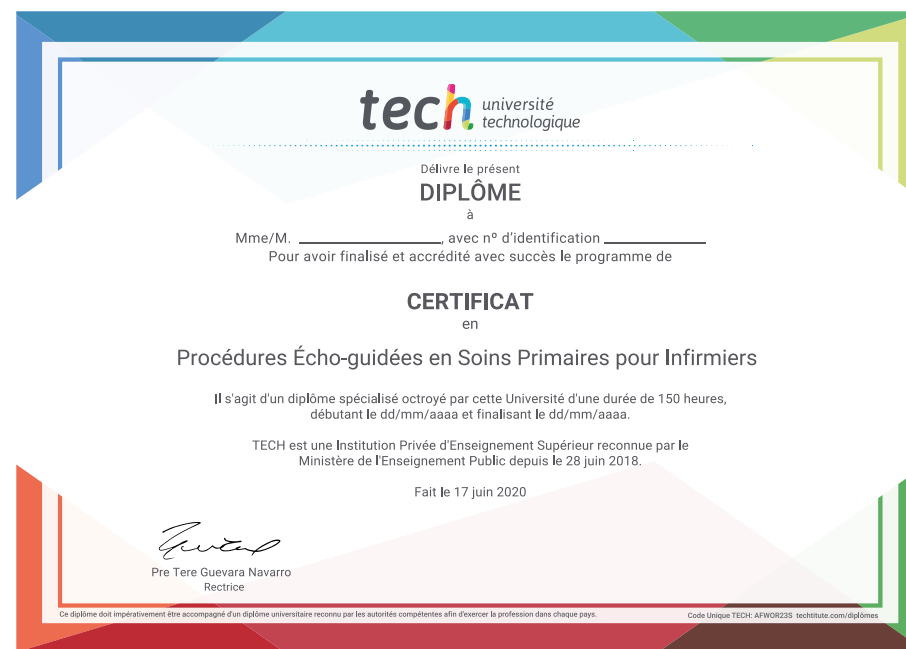 tech université
technologique
Délivre le présent
DIPLÔME
à
Mme/M. ____________, avec nº d'identification ____________
Pour avoir finalisé et accrédité avec succès le programme de
CERTIFICAT
en
Procédures Écho-guidées en Soins Primaires pour Infirmiers
Il s'agit d'un diplôme spécialisé octroyé par cette Université d'une durée de 150 heures,
débutant le dd/mm/aaaa et finalisant le dd/mm/aaaa.
TECH est une Institution Privée d'Enseignement Supérieur reconnue par le
Ministère de l'Enseignement Public depuis le 28 juin 2018.
Fait le 17 juin 2020
Pre Tere Guevara Navarro
Rectrice
Ce diplôme doit impérativement être accompagné d'un diplôme universitaire reconnu par les autorités compétentes afin d'exercer la profession dans chaque pays.
Code Unique TECH: AFWOR23S techtitute.com/diplômes